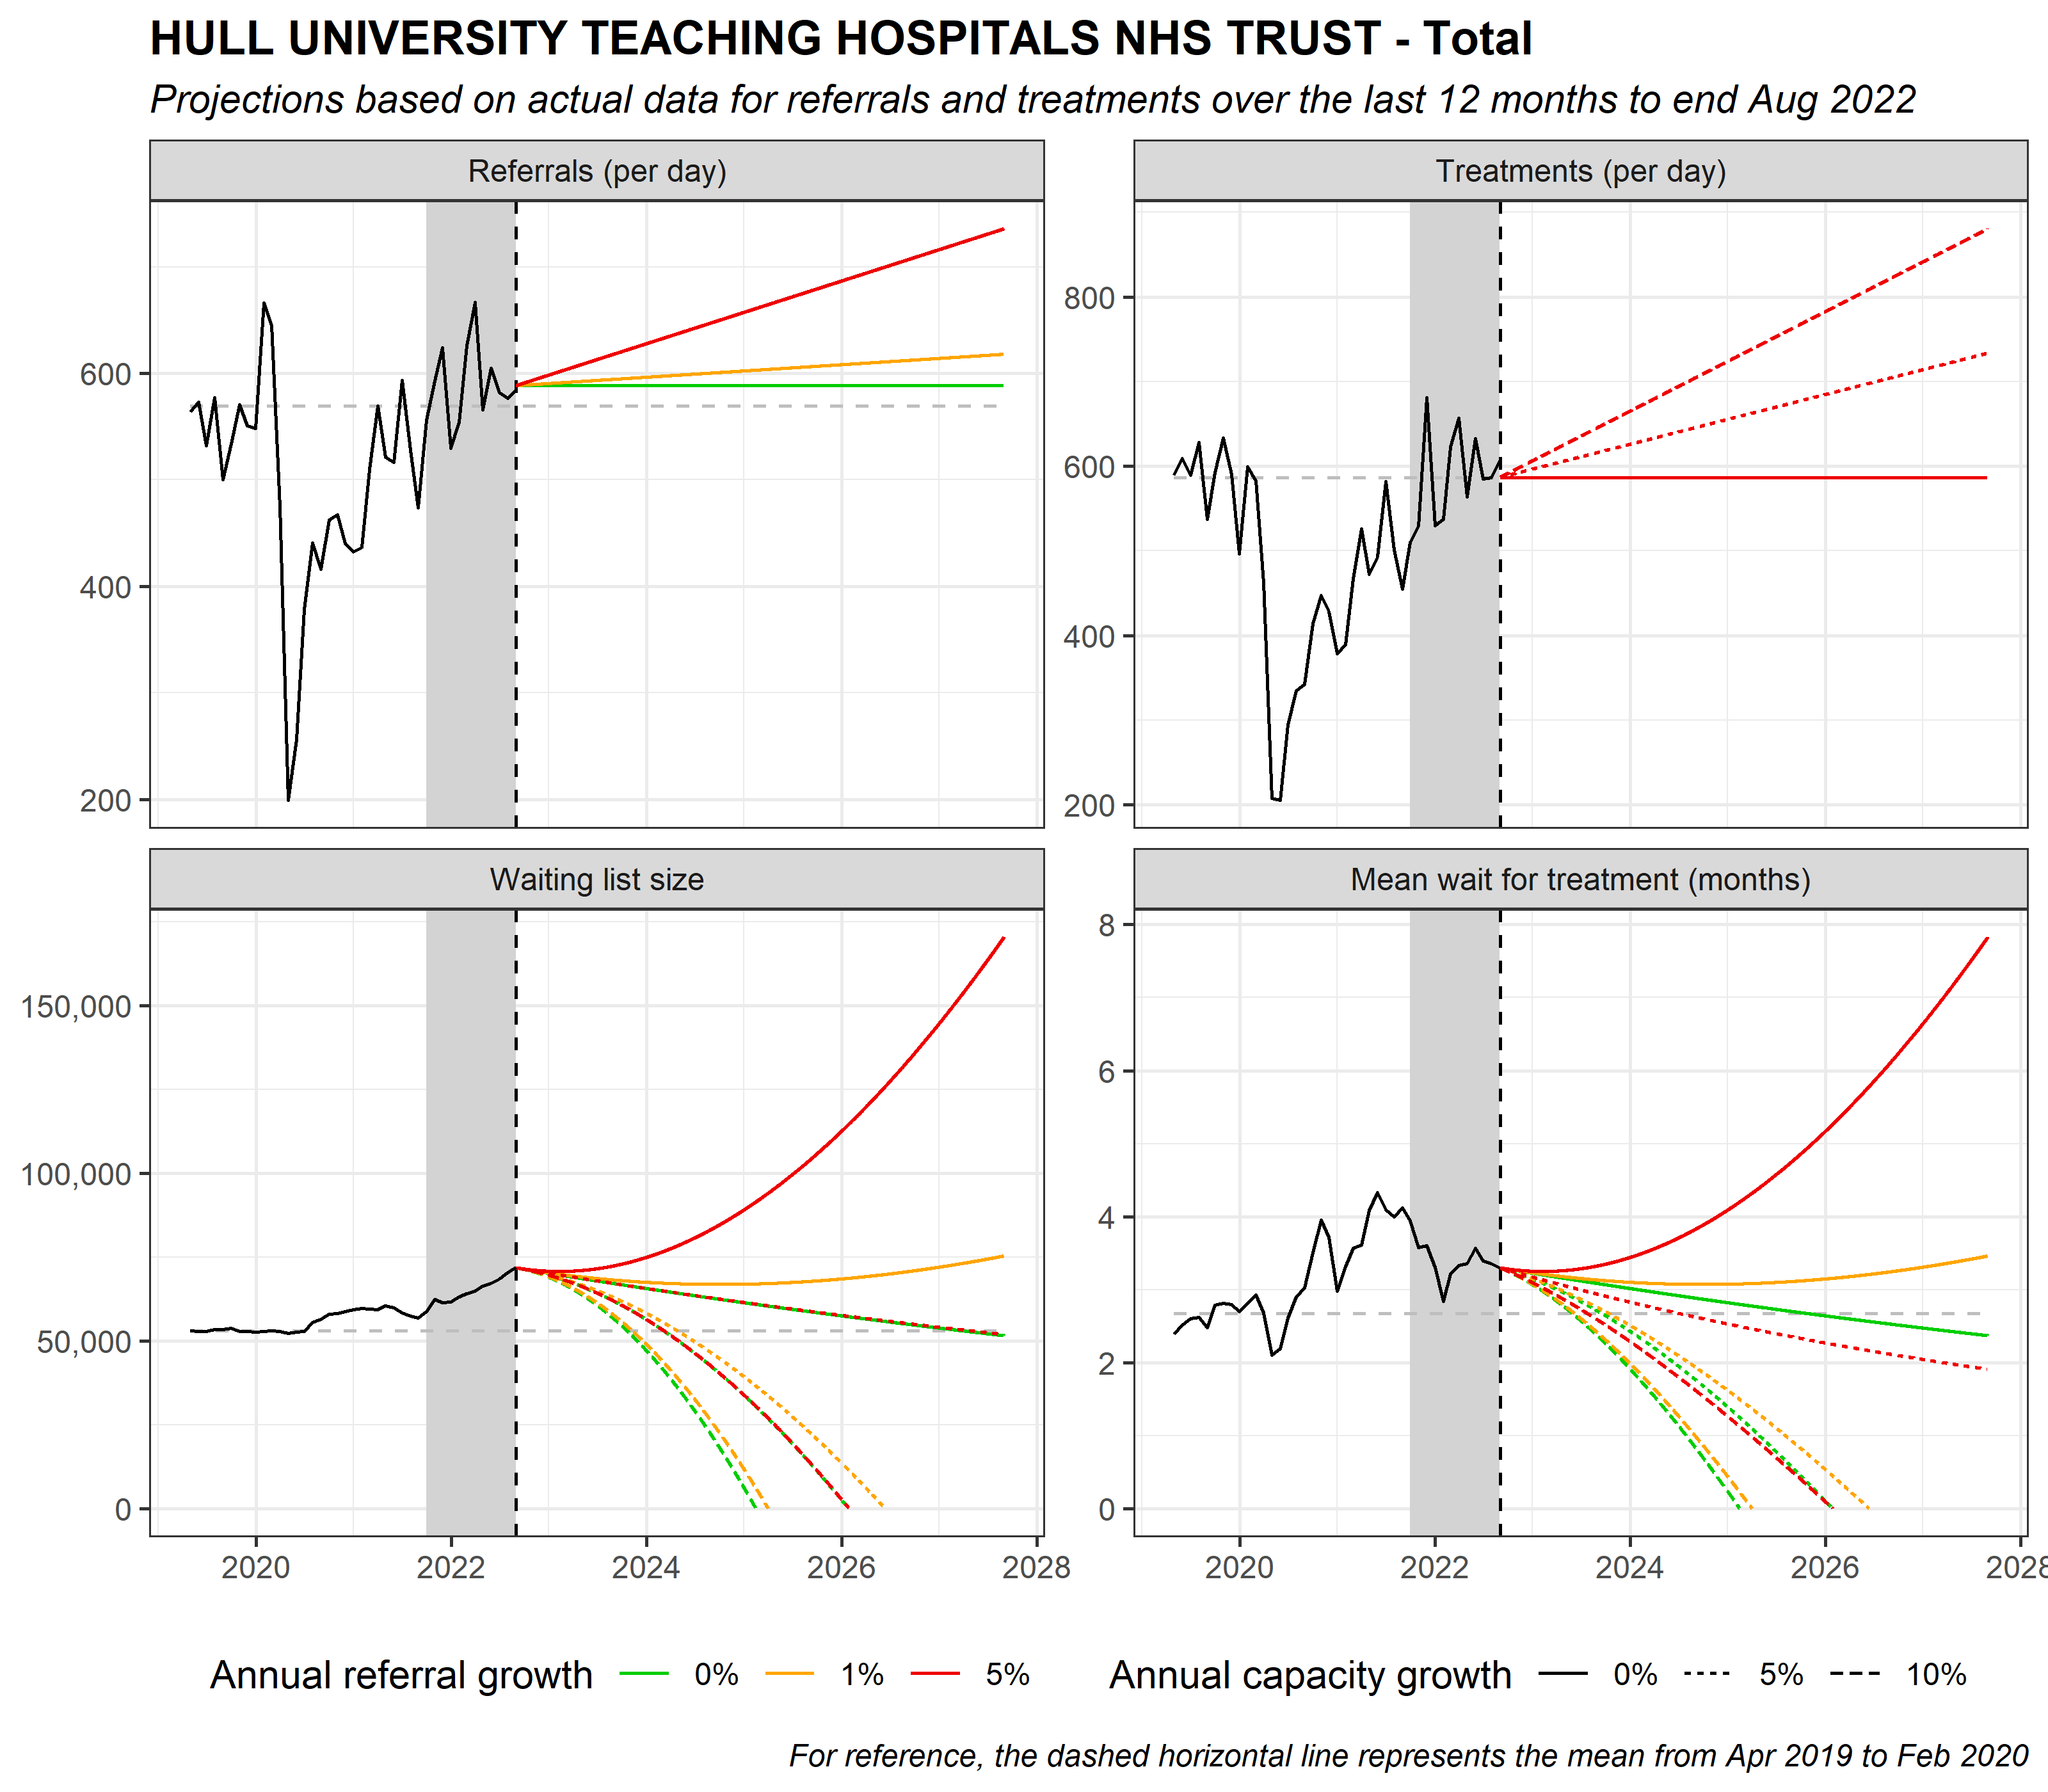 HULL UNIVERSITY TEACHING HOSPITALS NHS TRUST - Total
Projections based on actual data for referrals and treatments over the last 12 months to end Aug 2022
Referrals (per day)
600
400
200
Treatments (per day)
800
600
400
200
Waiting list size
150,000
100,000
50,000
0
2020 2022 2024 2026 2028
Mean wait for treatment (months)
8
6
4
2
0
2020 2022 2024 2026 2028
Annual referral growth 0% 1% 5%
Annual capacity growth 0% 5% 10%
For reference, the dashed horizontal line represents the mean from Apr 2019 to Feb 2020